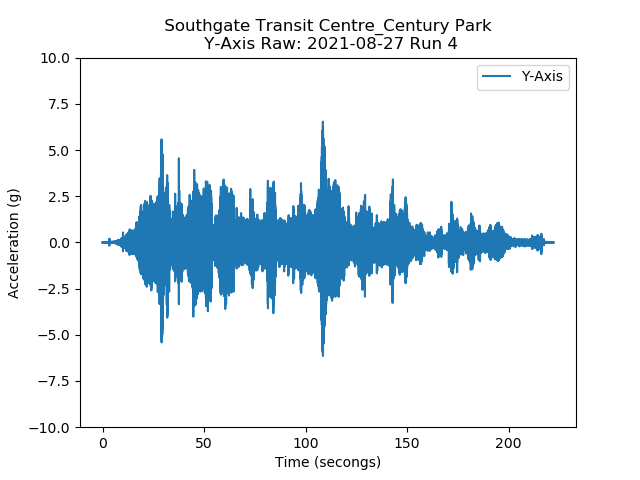 Southgate Transit Centre_Century Park
Y-Axis Raw: 2021-08-27 Run 4
Y-Axis
10.0
7.5
5.0
2.5
0.0
−2.5
−5.0
−7.5
−10.0
Acceleration (g)
0 50 100 150 200
Time (secongs)